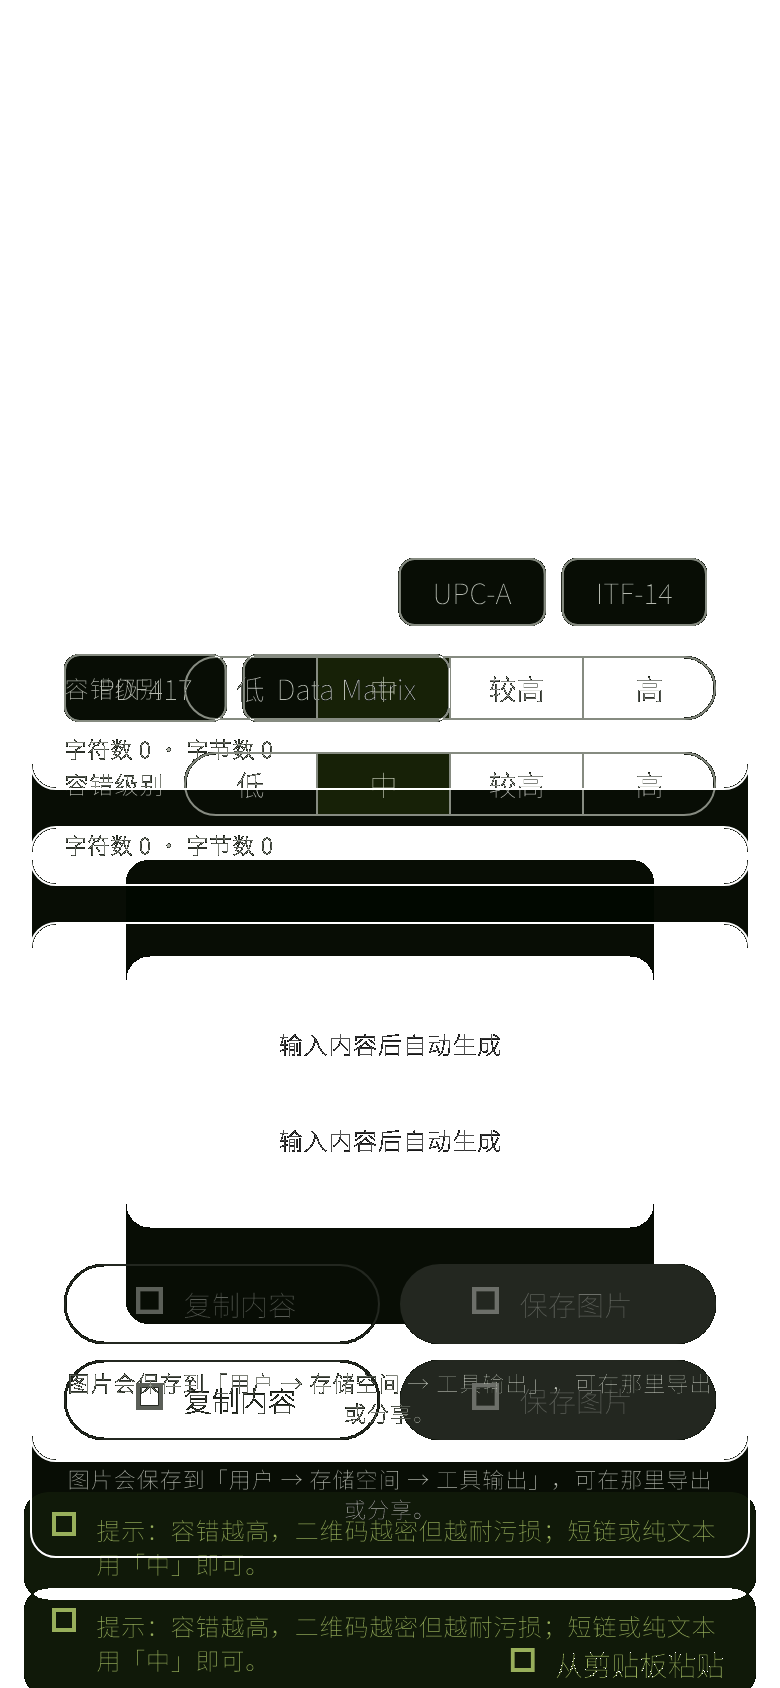 UPC-A ITF-14
PDF417 Data Matrix
容错级别 低 中 较高 高
字符数 0 · 字节数 0
容错级别 低 中 较高 高
字符数 0 · 字节数 0
输入内容后自动生成
输入内容后自动生成
复制内容 保存图片
图片会保存到「用户 → 存储空间 → 工具输出」，可在那里导出
或分享。
复制内容 保存图片
图片会保存到「用户 → 存储空间 → 工具输出」，可在那里导出
或分享。
提示：容错越高，二维码越密但越耐污损；短链或纯文本
用「中」即可。
提示：容错越高，二维码越密但越耐污损；短链或纯文本
用「中」即可。
从剪贴板粘贴